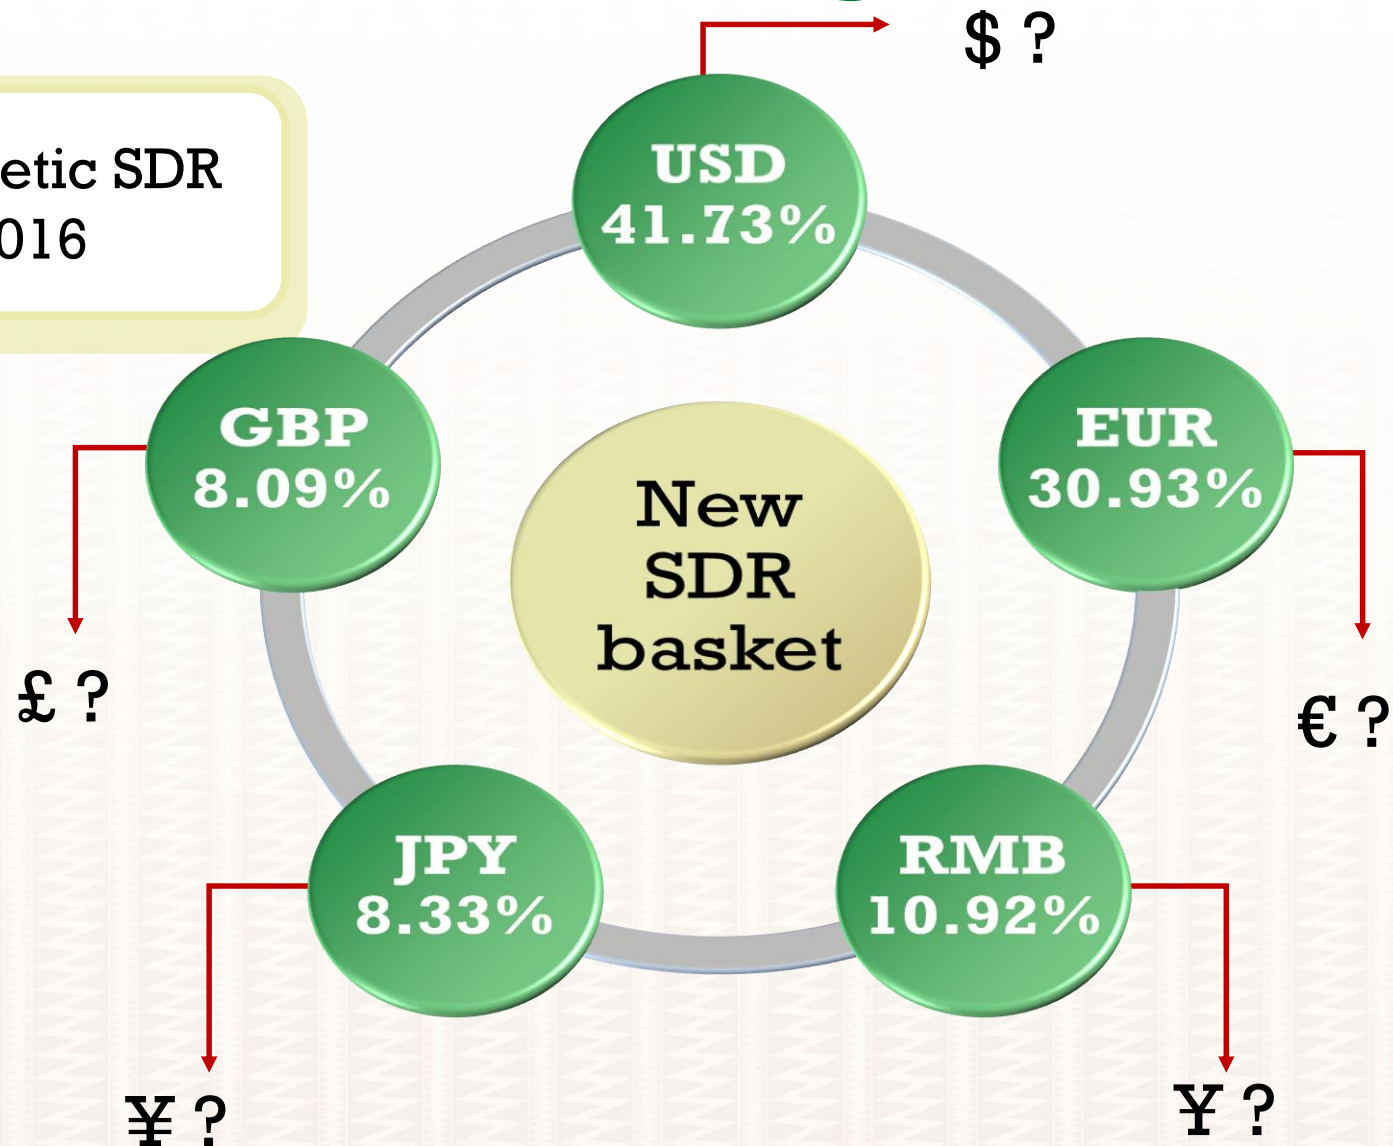 $ ?
etic SDR
016
USD
41.73%
GBP
8.09%
EUR
30.93%
New
SDR
basket
£ ?
€ ?
JPY
8.33%
RMB
10.92%
¥ ?
Y ?